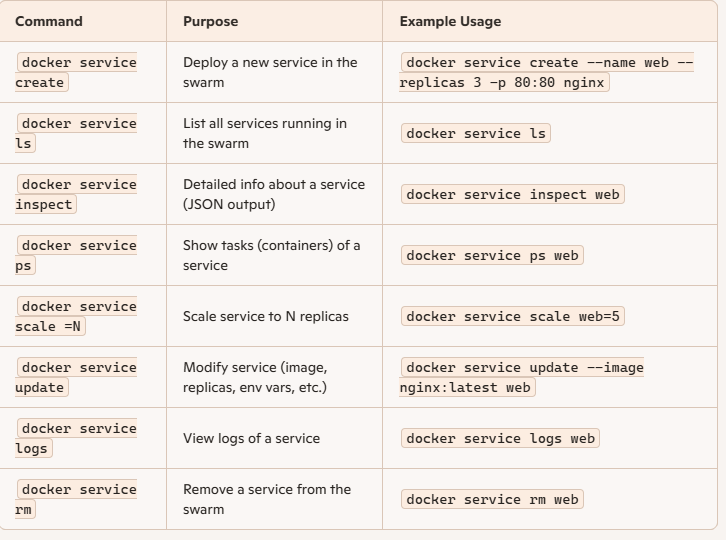 Command Purpose Example Usage
docker service
create
Deploy a new service in the
swarm
docker service create --name web --
replicas 3 -p 80:80 nginx
docker service
ls
List all services running in
the swarm
docker service ls
docker service
inspect
Detailed info about a service
(JSON output)
docker service inspect web
docker service
ps
Show tasks (containers) of a
service
docker service ps web
docker service
scale =N
Scale service to N replicas
docker service scale web=5
docker service
update
Modify service (image,
replicas, env vars, etc.)
docker service update --image
nginx:latest web
docker service
logs
View logs of a service
docker service logs web
docker service
rm
Remove a service from the
swarm
docker service rm web